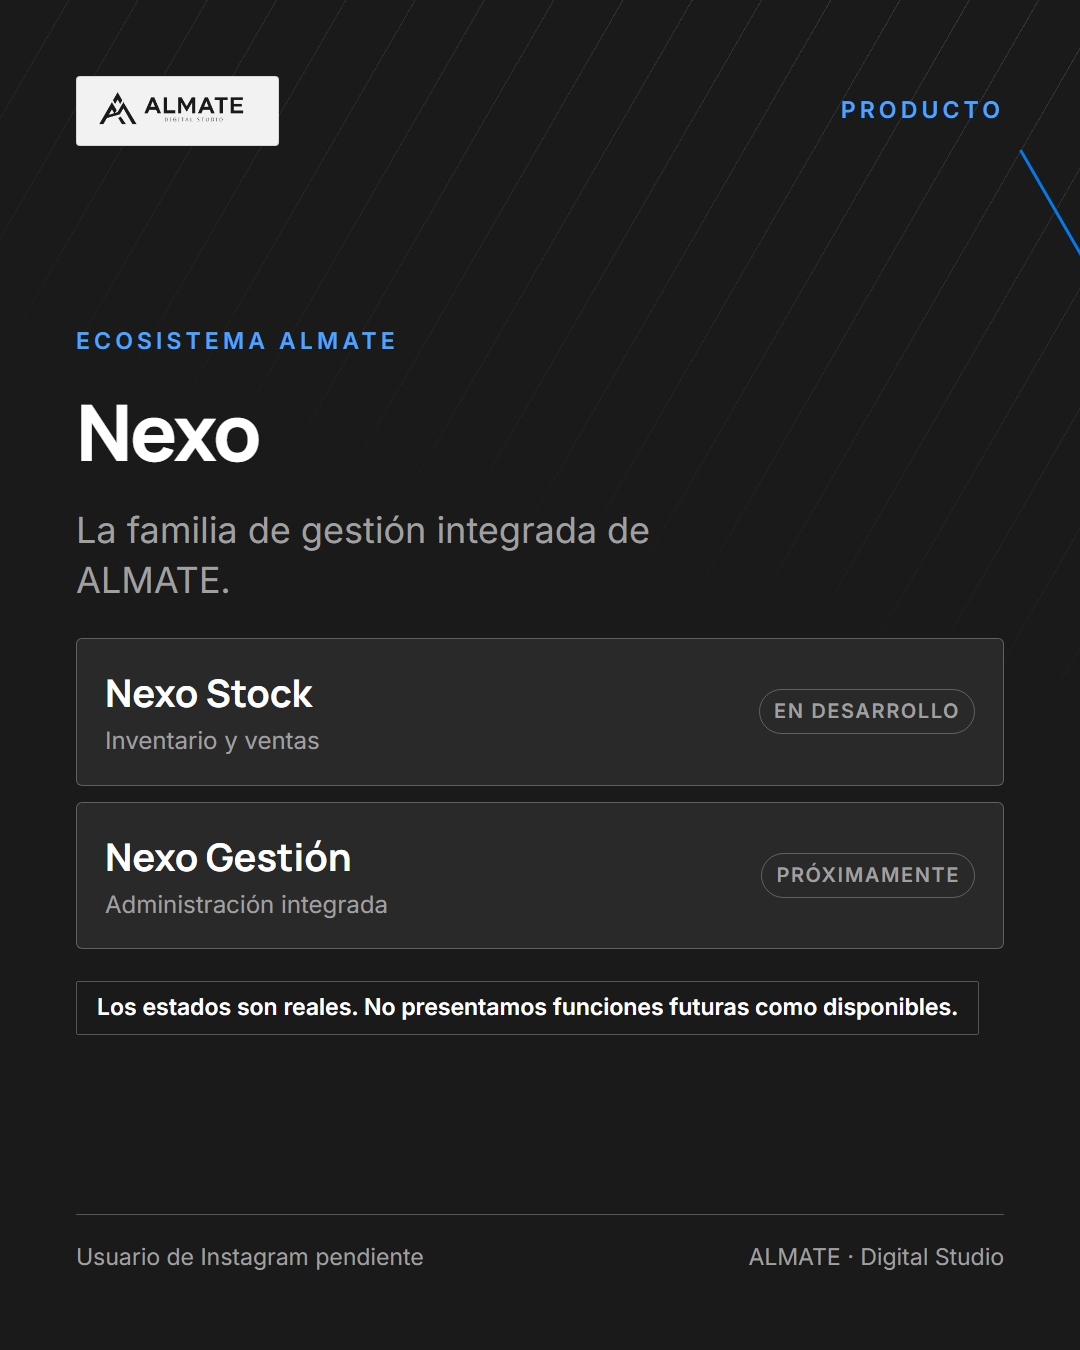 ALMATE
DIGITAL STUDIO
PRODUCTO
ECOSISTEMA ALMATE
Nexo
La familia de gestión integrada de
ALMATE.
Nexo Stock
Inventario y ventas
EN DESARROLLO
Nexo Gestión
Administración integrada
PRÓXIMAMENTE
Los estados son reales. No presentamos funciones futuras como disponibles.
Usuario de Instagram pendiente
ALMATE · Digital Studio